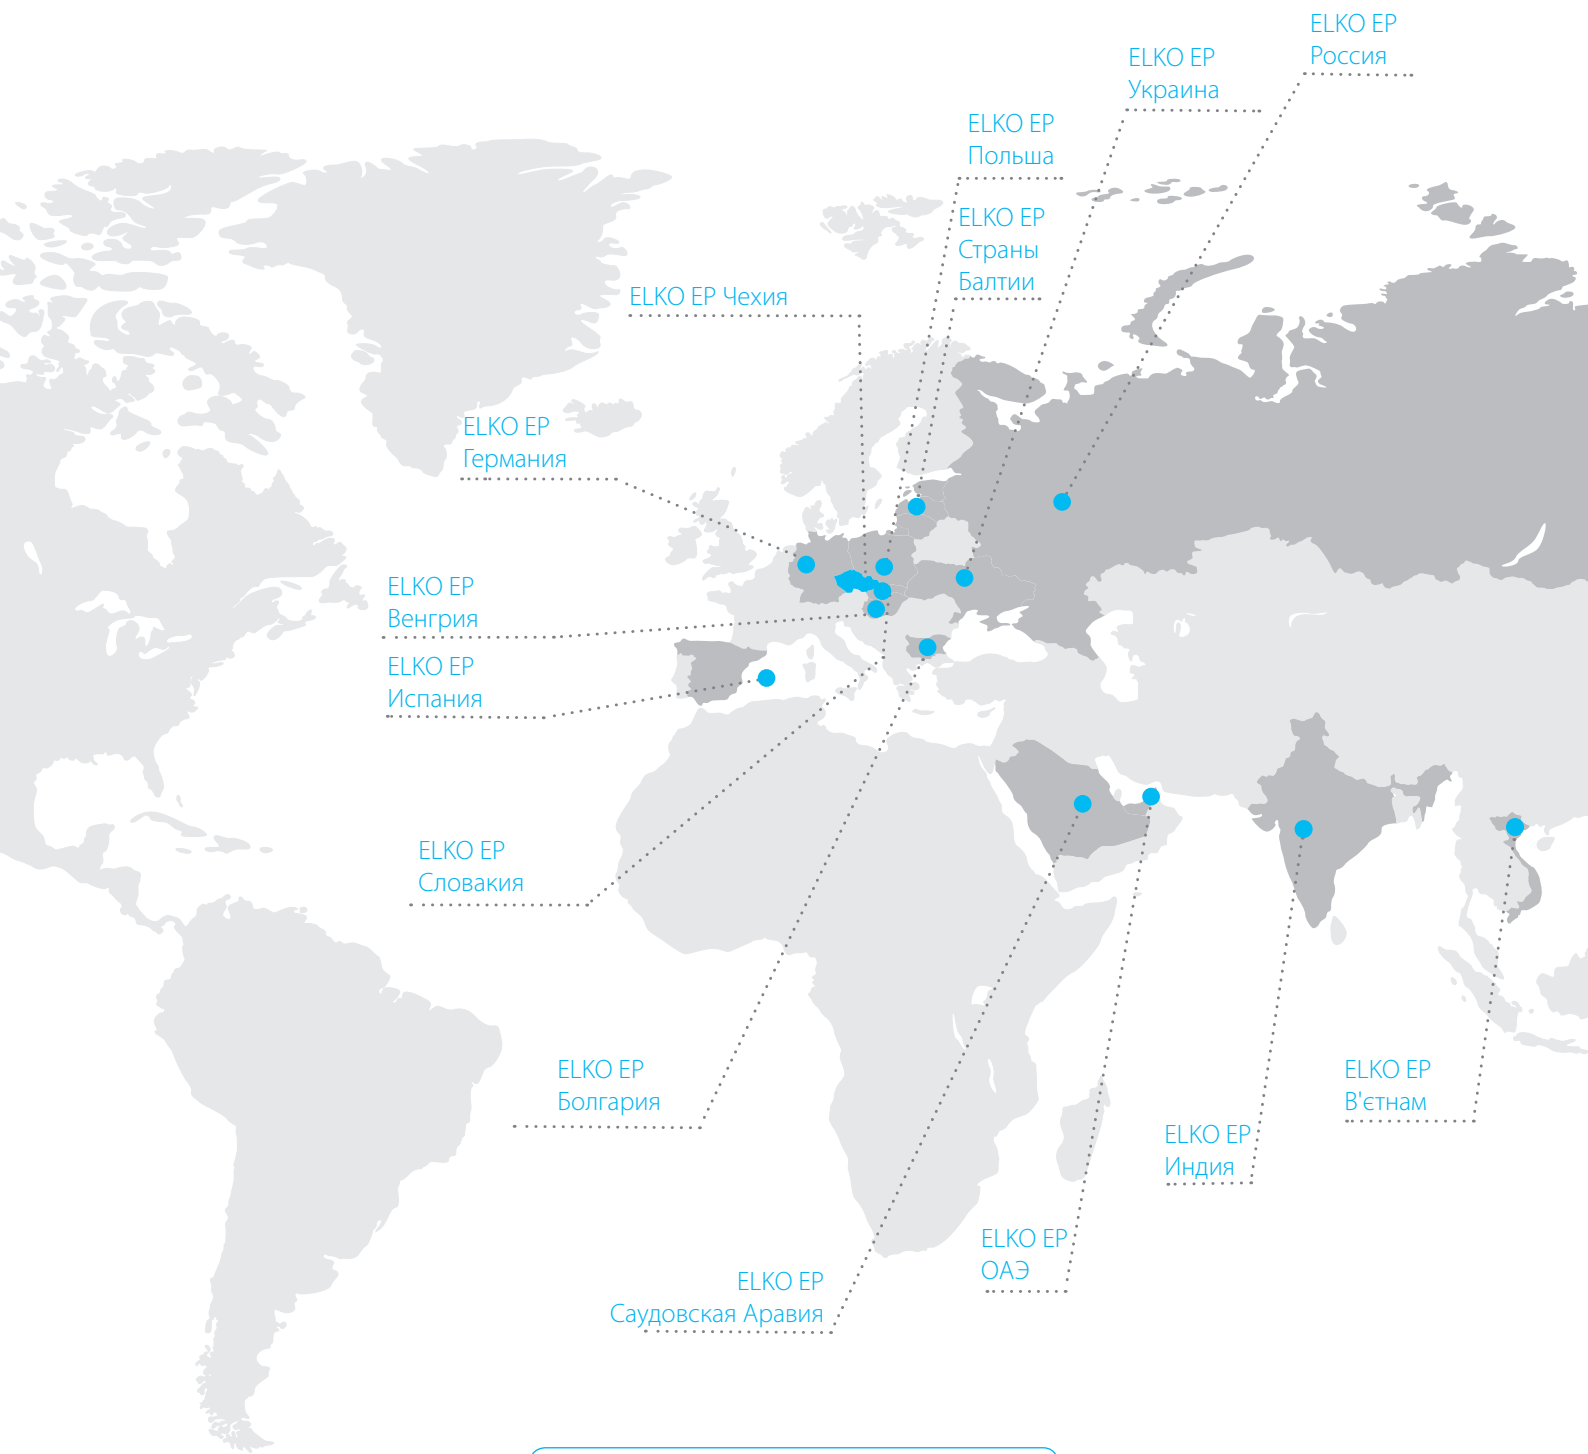 ELKO EP
Россия
ELKO EP
Украина
ELKO EP
Польша
ELKO EP
Страны
Балтии
ELKO EP Чехия
ELKO EP
Германия
ELKO EP
Венгрия
ELKO EP
Испания
ELKO EP
Словакия
ELKO EP
Болгария
ELKO EP
В'єтнам
ELKO EP
Индия
ELKO EP
ОАЭ
ELKO EP
Саудовская Аравия